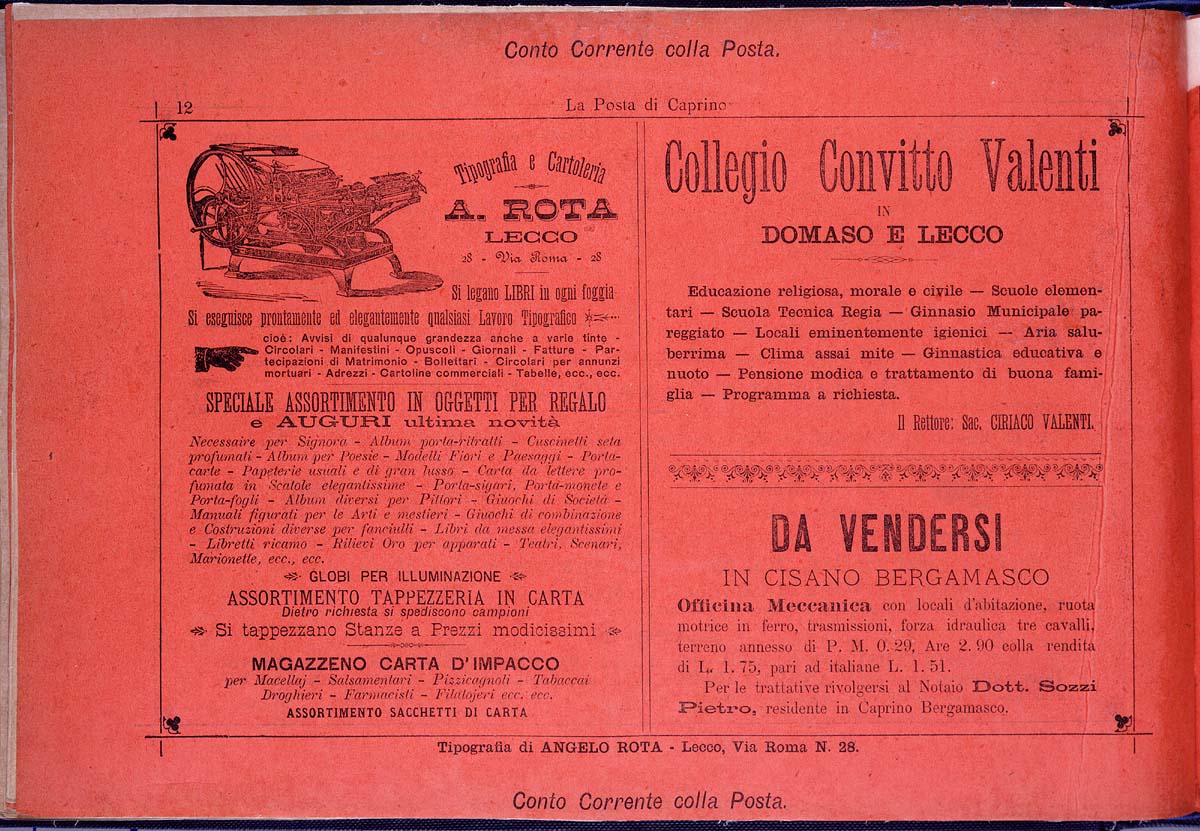 Conto Corrente colla Posta.
12
La Posta di Caprino
Tipografia e Cartoleria
A. ROTA
LECCO
28 - Via Roma - 28
Si legano LIBRI in ogni foggia
Si eseguisce prontamente ed elegantemente qualsiasi Lavoro Tipografico
cioè: Avvisi di qualunque grandezza anche a varie tinte -
Circolari - Manifestini - Opuscoli - Giornali - Fatture - Par-
tecipazioni di Matrimonio - Bollettari - Circolari per annunzi
mortuari - Adrezzi - Cartoline commerciali - Tabelle, ecc., ecc.
SPECIALE ASSORTIMENTO IN OGGETTI PER REGALO
e AUGURI ultima novità
Necessaire per Signora - Album porta-ritratti - Cuscinetti seta
profumati - Album per Poesie - Modelli Fiori e Paesaggi - Porta-
carte - Papeterie usuali e di gran lusso - Carta da lettere pro-
fumata in Scatole elegantissime - Porta-sigari, Porta-monete e
Porta-fogli - Album diversi per Pittori - Giuochi di Società -
Manuali figurati per le Arti e mestieri - Giuochi di combinazione
e Costruzioni diverse per fanciulli - Libri da messa elegantissimi
- Libretti ricamo - Rilievi Oro per apparati - Teatri, Scenari,
Marionette, ecc., ecc.
GLOBI PER ILLUMINAZIONE
ASSORTIMENTO TAPPEZZERIA IN CARTA
Dietro richiesta si spediscono campioni
Si tappezzano Stanze a Prezzi modicissimi
MAGAZZENO CARTA D'IMPACCO
per Macellaj - Salsamentari - Pizzicagnoli - Tabaccai
Droghieri - Farmacisti - Filatojeri ecc. ecc.
ASSORTIMENTO SACCHETTI DI CARTA
Collegio Convitto Valenti
IN
DOMASO E LECCO
Educazione religiosa, morale e civile — Scuole elemen-
tari — Scuola Tecnica Regia — Ginnasio Municipale pa-
reggiato — Locali eminentemente igienici — Aria salu-
berrima — Clima assai mite — Ginnastica educativa e
nuoto — Pensione modica e trattamento di buona fami-
glia — Programma a richiesta.
Il Rettore: Sac. CIRIACO VALENTI.
DA VENDERSI
IN CISANO BERGAMASCO
Officina Meccanica con locali d'abitazione, ruota
motrice in ferro, trasmissioni, forza idraulica tre cavalli,
terreno annesso di P. M. 0.29, Are 2.90 colla rendita
di L. 1.75, pari ad italiane L. 1.51.
Per le trattative rivolgersi al Notaio Dott. Sozzi
Pietro, residente in Caprino Bergamasco.
Tipografia di ANGELO ROTA - Lecco, Via Roma N. 28.
Conto Corrente colla Posta.